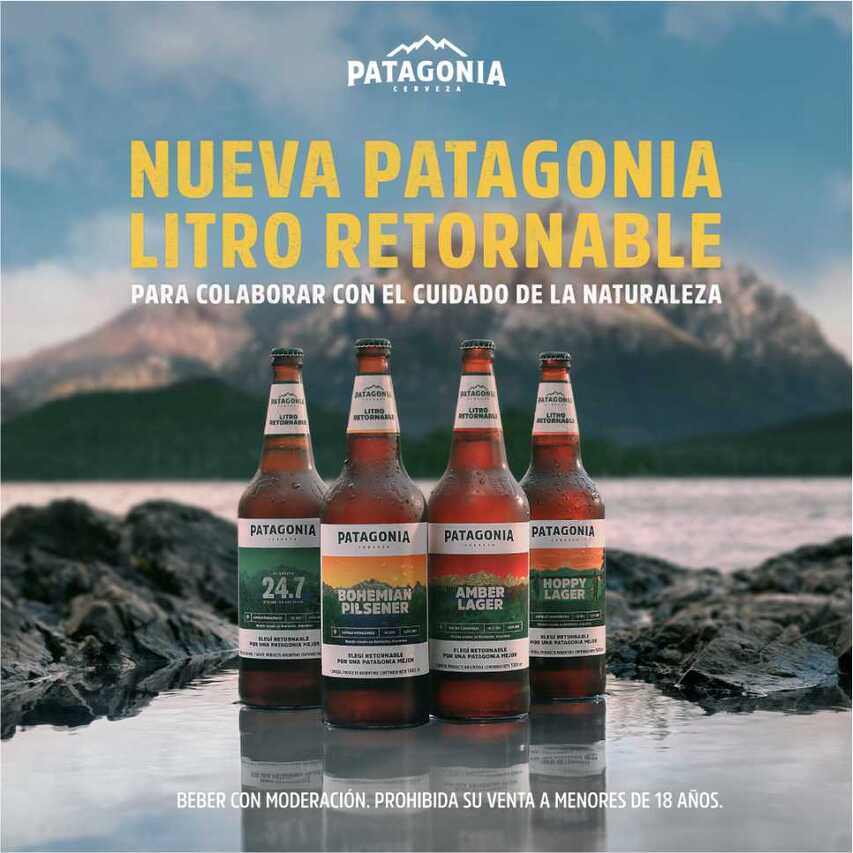 PATAGONIA
CERVEZA
NUEVA PATAGONIA
LITRO RETORNABLE
PARA COLABORAR CON EL CUIDADO DE LA NATURALEZA
PATAGONIA
LITRO
RETORNABLE
PATAGONIA
CERVEZA
24.7
ELEGÍ RETORNABLE
POR UNA PATAGONIA MEJOR
PATAGONIA
LITRO
RETORNABLE
PATAGONIA
CERVEZA
BOHEMIAN
PILSENER
ELEGÍ RETORNABLE
POR UNA PATAGONIA MEJOR
PATAGONIA
LITRO
RETORNABLE
PATAGONIA
CERVEZA
AMBER
LAGER
ELEGÍ RETORNABLE
POR UNA PATAGONIA MEJOR
PATAGONIA
LITRO
RETORNABLE
PATAGONIA
CERVEZA
HOPPY
LAGER
ELEGÍ RETORNABLE
POR UNA PATAGONIA MEJOR
BEBER CON MODERACIÓN. PROHIBIDA SU VENTA A MENORES DE 18 AÑOS.